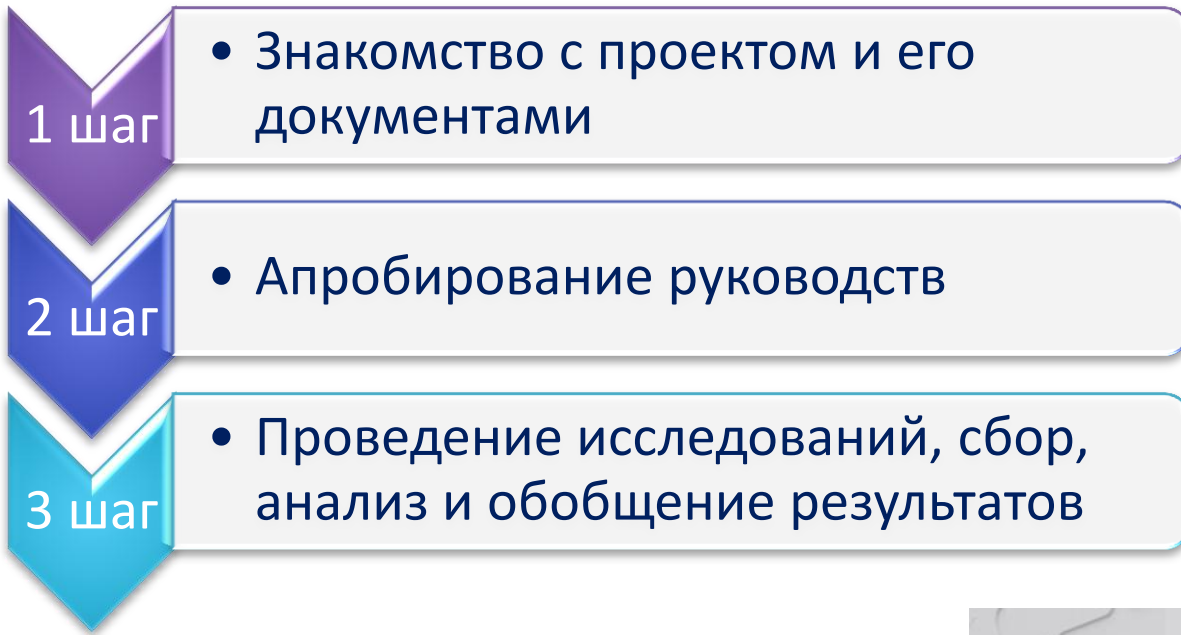 • Знакомство с проектом и его
документами
1 шаг
• Апробирование руководств
2 шаг
• Проведение исследований, сбор,
анализ и обобщение результатов
3 шаг